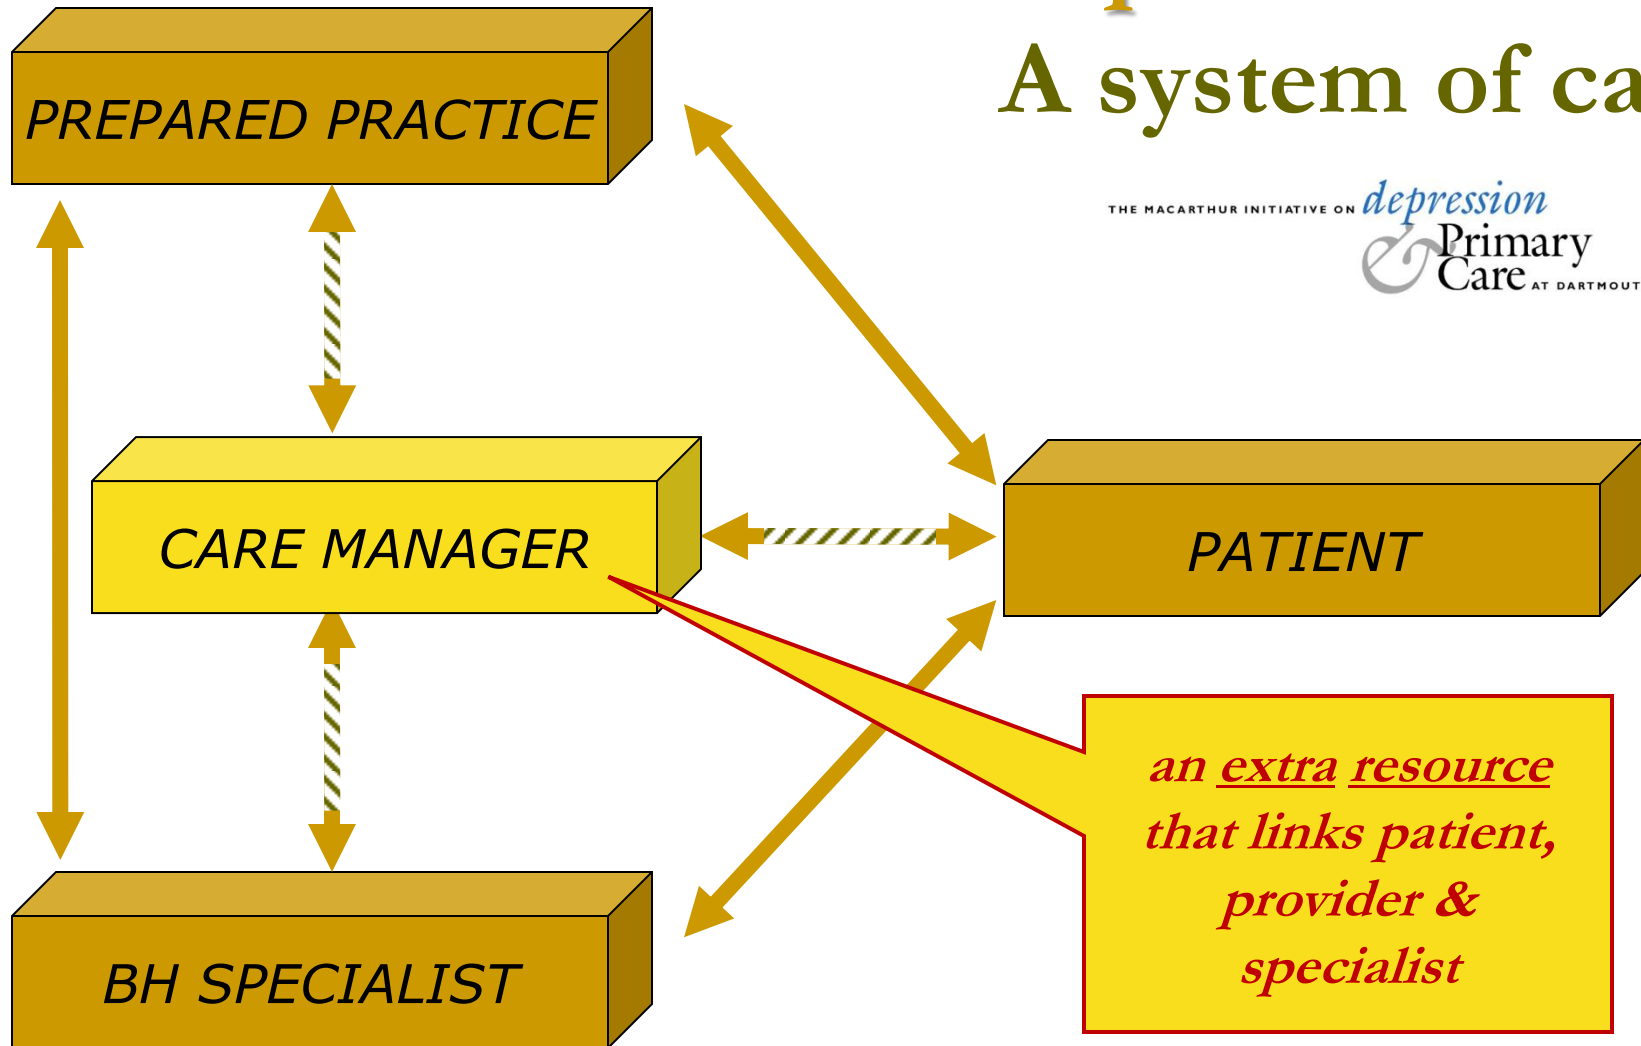 A system of ca
PREPARED PRACTICE
THE MACARTHUR INITIATIVE ON depression
& Primary
Care AT DARTMOUT
CARE MANAGER
PATIENT
an extra resource
that links patient,
provider &
specialist
BH SPECIALIST